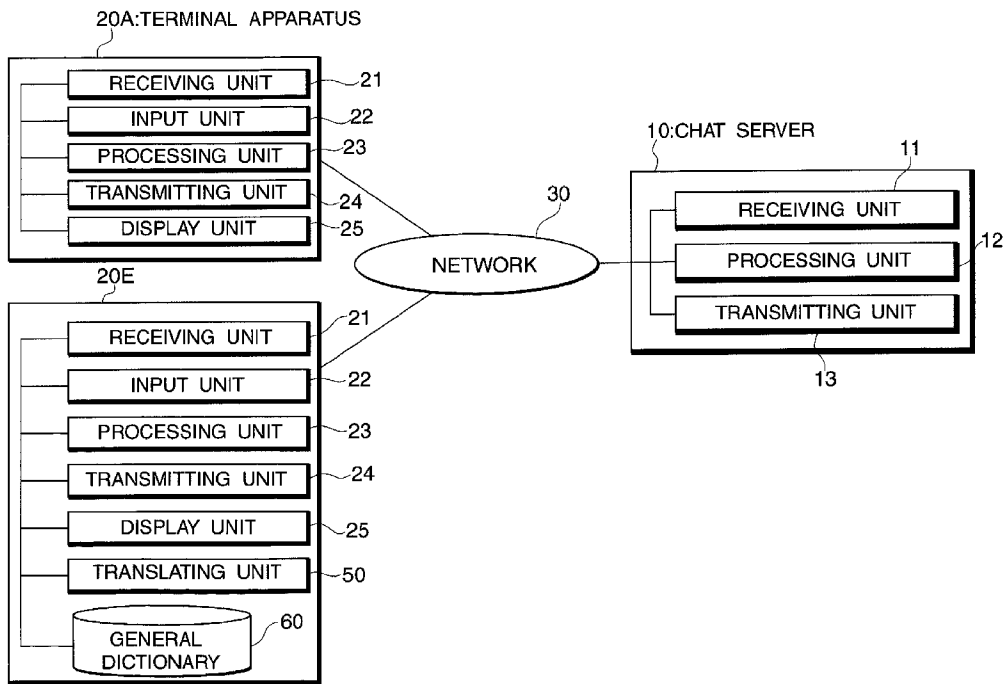 20A:TERMINAL APPARATUS
RECEIVING UNIT 21
INPUT UNIT 22
PROCESSING UNIT 23
TRANSMITTING UNIT 24
DISPLAY UNIT 25
20E
RECEIVING UNIT 21
INPUT UNIT 22
PROCESSING UNIT 23
TRANSMITTING UNIT 24
DISPLAY UNIT 25
TRANSLATING UNIT 50
GENERAL DICTIONARY 60
30
NETWORK
10:CHAT SERVER
11
RECEIVING UNIT
PROCESSING UNIT 12
TRANSMITTING UNIT
13